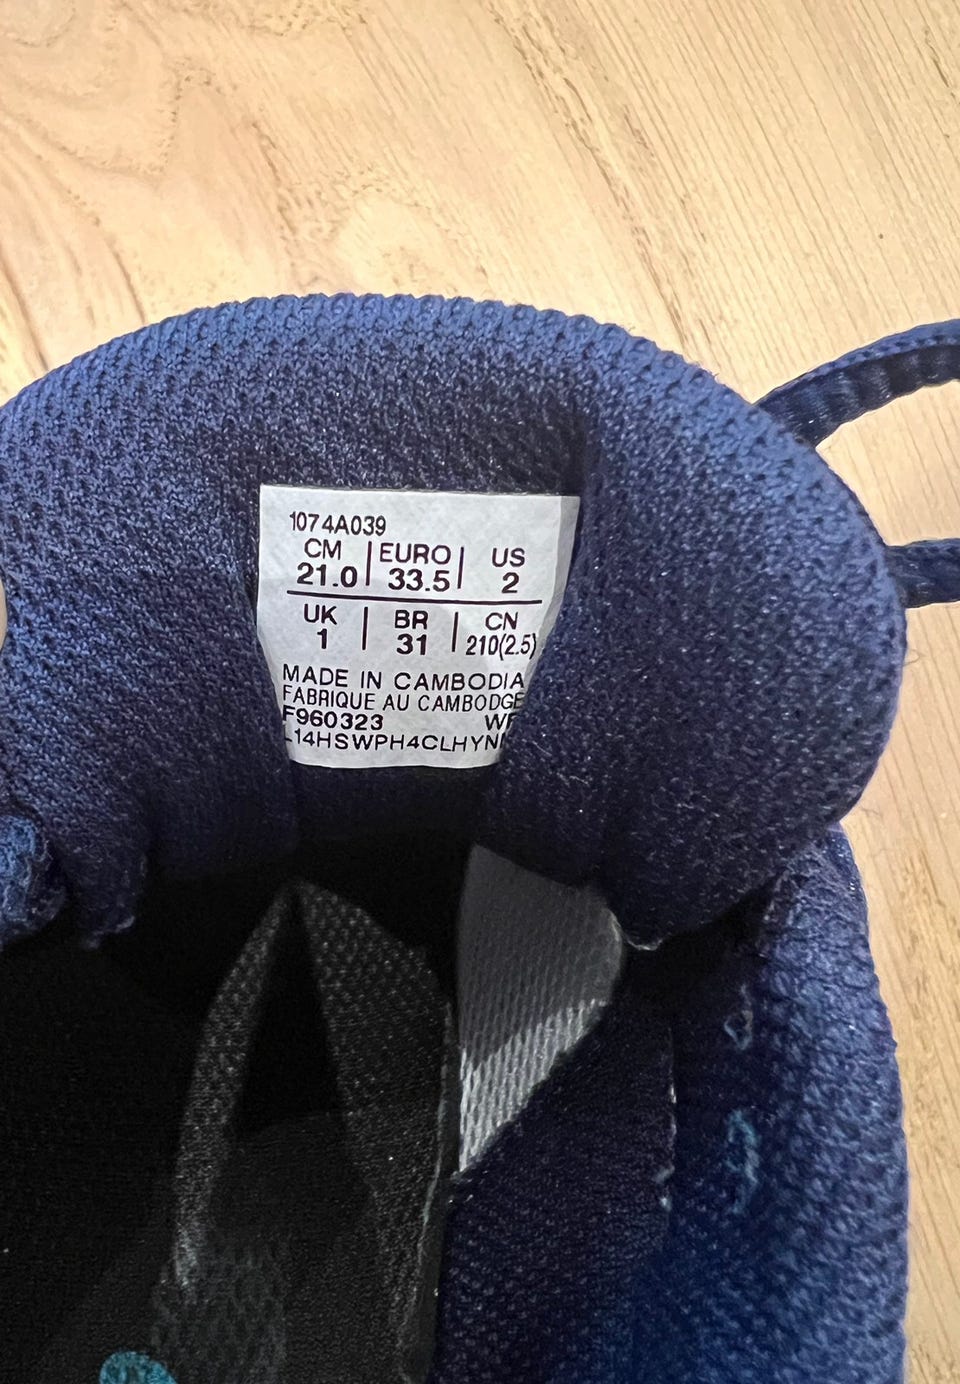 1074A039
CM | EURO | US
21.0 | 33.5 | 2
UK | BR | CN
1 | 31 | 210(2.5)
MADE IN CAMBODIA
FABRIQUE AU CAMBODGE
F960323